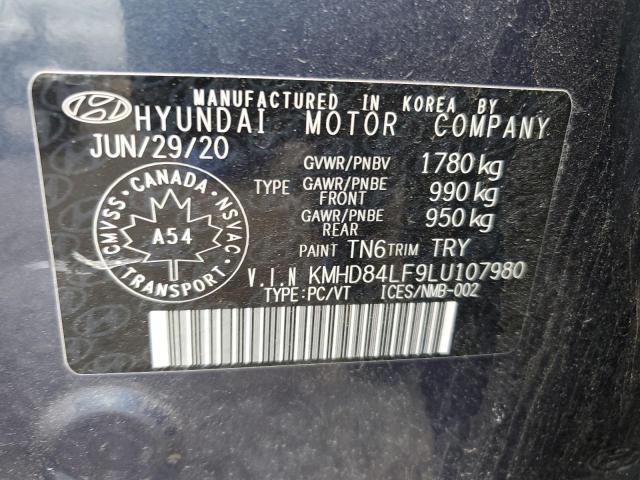 MANUFACTURED IN KOREA BY
HYUNDAI MOTOR COMPANY
JUN/29/20
GVWR/PNBV 1780 kg
TYPE GAWR/PNBE FRONT 990 kg
GAWR/PNBE REAR 950 kg
PAINT TN6 TRIM TRY
V.I.N KMHD84LF9LU107980
TYPE:PC/VT ICES/NMB-002
CANADA
CMVSS · NSVAC
A54
TRANSPORT